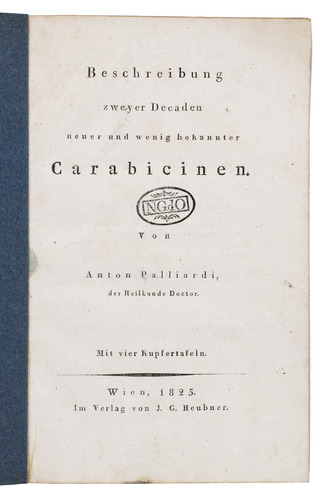 Beschreibung
zweyer Decaden
neuer und wenig bekannter
Carabicinen.
OPGN
Von
Anton Palliardi,
der Heilkunde Doctor.
Mit vier Kupfertafeln.
Wien, 1825.
Im Verlag von J. G. Heubner.